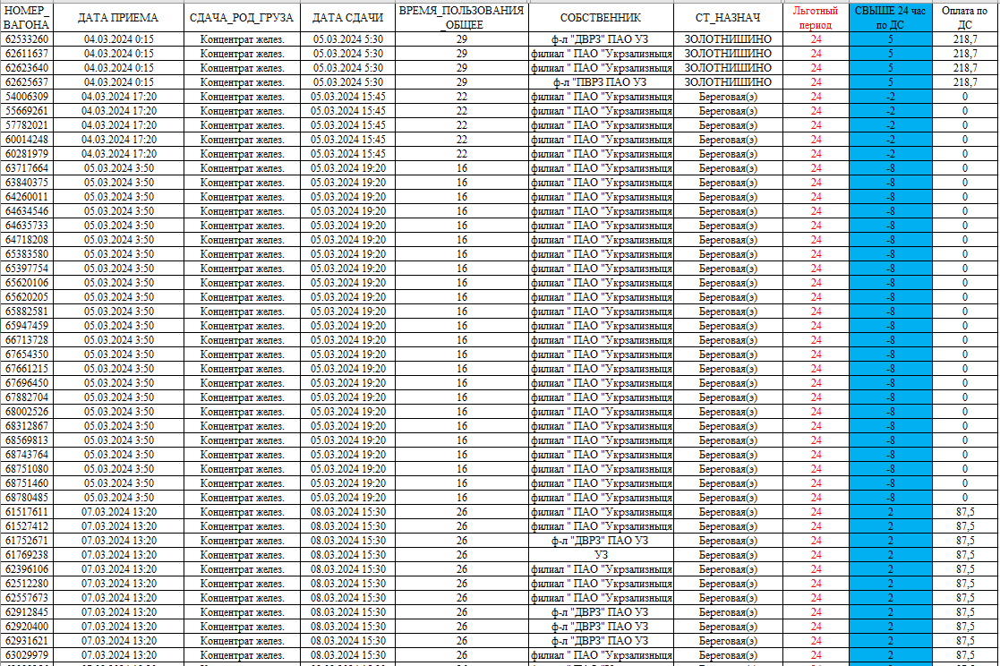 НОМЕР_ВАГОНА ДАТА ПРИЕМА СДАЧА_РОД_ГРУЗА ДАТА СДАЧИ ВРЕМЯ_ПОЛЬЗОВАНИЯ_ОБЩЕЕ СОБСТВЕННИК СТ_НАЗНАЧ Льготный период СВЫШЕ 24 час по ДС Оплата по ДС
62533260 04.03.2024 0:15 Концентрат желез. 05.03.2024 5:30 29 ф-л "ДВРЗ" ПАО УЗ ЗОЛОТНИШИНО 24 5 218,7
62611637 04.03.2024 0:15 Концентрат желез. 05.03.2024 5:30 29 филиал " ПАО "Укрзализныця ЗОЛОТНИШИНО 24 5 218,7
62623640 04.03.2024 0:15 Концентрат желез. 05.03.2024 5:30 29 филиал " ПАО "Укрзализныця ЗОЛОТНИШИНО 24 5 218,7
62625637 04.03.2024 0:15 Концентрат желез. 05.03.2024 5:30 29 ф-л "ПВРЗ ПАО УЗ ЗОЛОТНИШИНО 24 5 218,7
54006309 04.03.2024 17:20 Концентрат желез. 05.03.2024 15:45 22 филиал " ПАО "Укрзализныця Береговая(э) 24 -2 0
55669261 04.03.2024 17:20 Концентрат желез. 05.03.2024 15:45 22 филиал " ПАО "Укрзализныця Береговая(э) 24 -2 0
57782021 04.03.2024 17:20 Концентрат желез. 05.03.2024 15:45 22 филиал " ПАО "Укрзализныця Береговая(э) 24 -2 0
60014248 04.03.2024 17:20 Концентрат желез. 05.03.2024 15:45 22 филиал " ПАО "Укрзализныця Береговая(э) 24 -2 0
60281979 04.03.2024 17:20 Концентрат желез. 05.03.2024 15:45 22 филиал " ПАО "Укрзализныця Береговая(э) 24 -2 0
63717664 05.03.2024 3:50 Концентрат желез. 05.03.2024 19:20 16 филиал " ПАО "Укрзализныця Береговая(э) 24 -8 0
63840375 05.03.2024 3:50 Концентрат желез. 05.03.2024 19:20 16 филиал " ПАО "Укрзализныця Береговая(э) 24 -8 0
64260011 05.03.2024 3:50 Концентрат желез. 05.03.2024 19:20 16 филиал " ПАО "Укрзализныця Береговая(э) 24 -8 0
64634546 05.03.2024 3:50 Концентрат желез. 05.03.2024 19:20 16 филиал " ПАО "Укрзализныця Береговая(э) 24 -8 0
64635733 05.03.2024 3:50 Концентрат желез. 05.03.2024 19:20 16 филиал " ПАО "Укрзализныця Береговая(э) 24 -8 0
64718208 05.03.2024 3:50 Концентрат желез. 05.03.2024 19:20 16 филиал " ПАО "Укрзализныця Береговая(э) 24 -8 0
65383580 05.03.2024 3:50 Концентрат желез. 05.03.2024 19:20 16 филиал " ПАО "Укрзализныця Береговая(э) 24 -8 0
65397754 05.03.2024 3:50 Концентрат желез. 05.03.2024 19:20 16 филиал " ПАО "Укрзализныця Береговая(э) 24 -8 0
65620106 05.03.2024 3:50 Концентрат желез. 05.03.2024 19:20 16 филиал " ПАО "Укрзализныця Береговая(э) 24 -8 0
65620205 05.03.2024 3:50 Концентрат желез. 05.03.2024 19:20 16 филиал " ПАО "Укрзализныця Береговая(э) 24 -8 0
65882581 05.03.2024 3:50 Концентрат желез. 05.03.2024 19:20 16 филиал " ПАО "Укрзализныця Береговая(э) 24 -8 0
65947459 05.03.2024 3:50 Концентрат желез. 05.03.2024 19:20 16 филиал " ПАО "Укрзализныця Береговая(э) 24 -8 0
66713728 05.03.2024 3:50 Концентрат желез. 05.03.2024 19:20 16 филиал " ПАО "Укрзализныця Береговая(э) 24 -8 0
67654350 05.03.2024 3:50 Концентрат желез. 05.03.2024 19:20 16 филиал " ПАО "Укрзализныця Береговая(э) 24 -8 0
67661215 05.03.2024 3:50 Концентрат желез. 05.03.2024 19:20 16 филиал " ПАО "Укрзализныця Береговая(э) 24 -8 0
67696450 05.03.2024 3:50 Концентрат желез. 05.03.2024 19:20 16 филиал " ПАО "Укрзализныця Береговая(э) 24 -8 0
67882704 05.03.2024 3:50 Концентрат желез. 05.03.2024 19:20 16 филиал " ПАО "Укрзализныця Береговая(э) 24 -8 0
68002526 05.03.2024 3:50 Концентрат желез. 05.03.2024 19:20 16 филиал " ПАО "Укрзализныця Береговая(э) 24 -8 0
68312867 05.03.2024 3:50 Концентрат желез. 05.03.2024 19:20 16 филиал " ПАО "Укрзализныця Береговая(э) 24 -8 0
68569813 05.03.2024 3:50 Концентрат желез. 05.03.2024 19:20 16 филиал " ПАО "Укрзализныця Береговая(э) 24 -8 0
68743764 05.03.2024 3:50 Концентрат желез. 05.03.2024 19:20 16 филиал " ПАО "Укрзализныця Береговая(э) 24 -8 0
68751080 05.03.2024 3:50 Концентрат желез. 05.03.2024 19:20 16 филиал " ПАО "Укрзализныця Береговая(э) 24 -8 0
68751460 05.03.2024 3:50 Концентрат желез. 05.03.2024 19:20 16 филиал " ПАО "Укрзализныця Береговая(э) 24 -8 0
68780485 05.03.2024 3:50 Концентрат желез. 05.03.2024 19:20 16 филиал " ПАО "Укрзализныця Береговая(э) 24 -8 0
61517611 07.03.2024 13:20 Концентрат желез. 08.03.2024 15:30 26 филиал " ПАО "Укрзализныця Береговая(э) 24 2 87,5
61527412 07.03.2024 13:20 Концентрат желез. 08.03.2024 15:30 26 филиал " ПАО "Укрзализныця Береговая(э) 24 2 87,5
61752671 07.03.2024 13:20 Концентрат желез. 08.03.2024 15:30 26 ф-л "ДВРЗ" ПАО УЗ Береговая(э) 24 2 87,5
61769238 07.03.2024 13:20 Концентрат желез. 08.03.2024 15:30 26 УЗ Береговая(э) 24 2 87,5
62396106 07.03.2024 13:20 Концентрат желез. 08.03.2024 15:30 26 филиал " ПАО "Укрзализныця Береговая(э) 24 2 87,5
62512280 07.03.2024 13:20 Концентрат желез. 08.03.2024 15:30 26 филиал " ПАО "Укрзализныця Береговая(э) 24 2 87,5
62557673 07.03.2024 13:20 Концентрат желез. 08.03.2024 15:30 26 филиал " ПАО "Укрзализныця Береговая(э) 24 2 87,5
62912845 07.03.2024 13:20 Концентрат желез. 08.03.2024 15:30 26 ф-л "ДВРЗ" ПАО УЗ Береговая(э) 24 2 87,5
62920400 07.03.2024 13:20 Концентрат желез. 08.03.2024 15:30 26 ф-л "ДВРЗ" ПАО УЗ Береговая(э) 24 2 87,5
62931621 07.03.2024 13:20 Концентрат желез. 08.03.2024 15:30 26 ф-л "ДВРЗ" ПАО УЗ Береговая(э) 24 2 87,5
63029979 07.03.2024 13:20 Концентрат желез. 08.03.2024 15:30 26 филиал " ПАО "Укрзализныця Береговая(э) 24 2 87,5